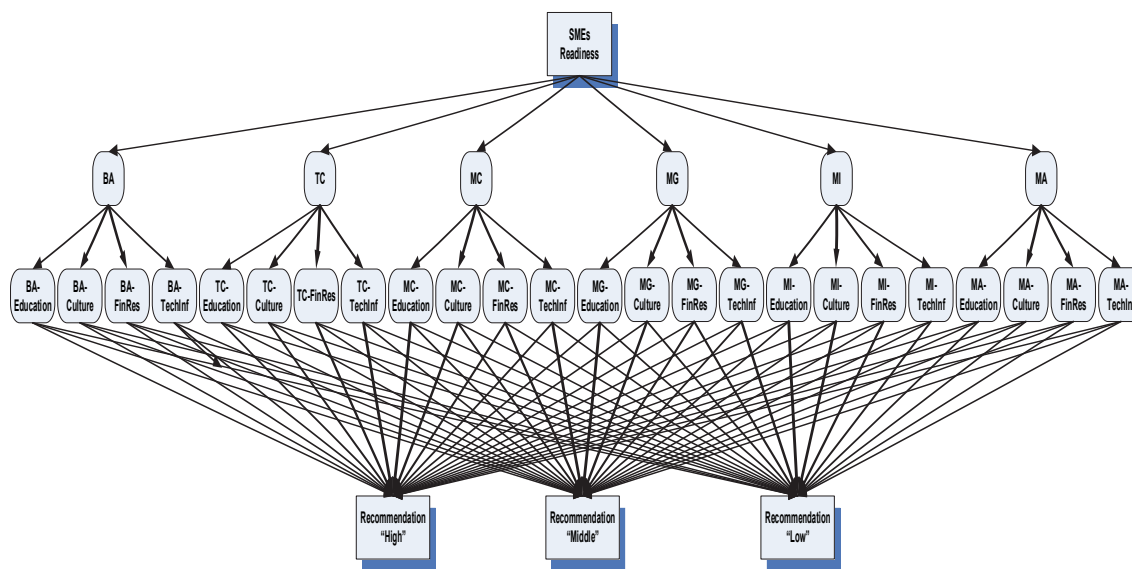 SMEs
Readiness
BA
TC
MC
MG
MI
MA
BA-
Education
BA-
Culture
BA-
FinRes
BA-
TechInf
TC-
Education
TC-
Culture
TC-FinRes
TC-
TechInf
MC-
Education
MC-
Culture
MC-
FinRes
MC-
TechInf
MG-
Education
MG-
Culture
MG-
FinRes
MG-
TechInf
MI-
Education
MI-
Culture
MI-
FinRes
MI-
TechInf
MA-
Education
MA-
Culture
MA-
FinRes
MA-
TechInf
Recommendation
“High”
Recommendation
“Middle”
Recommendation
“Low”